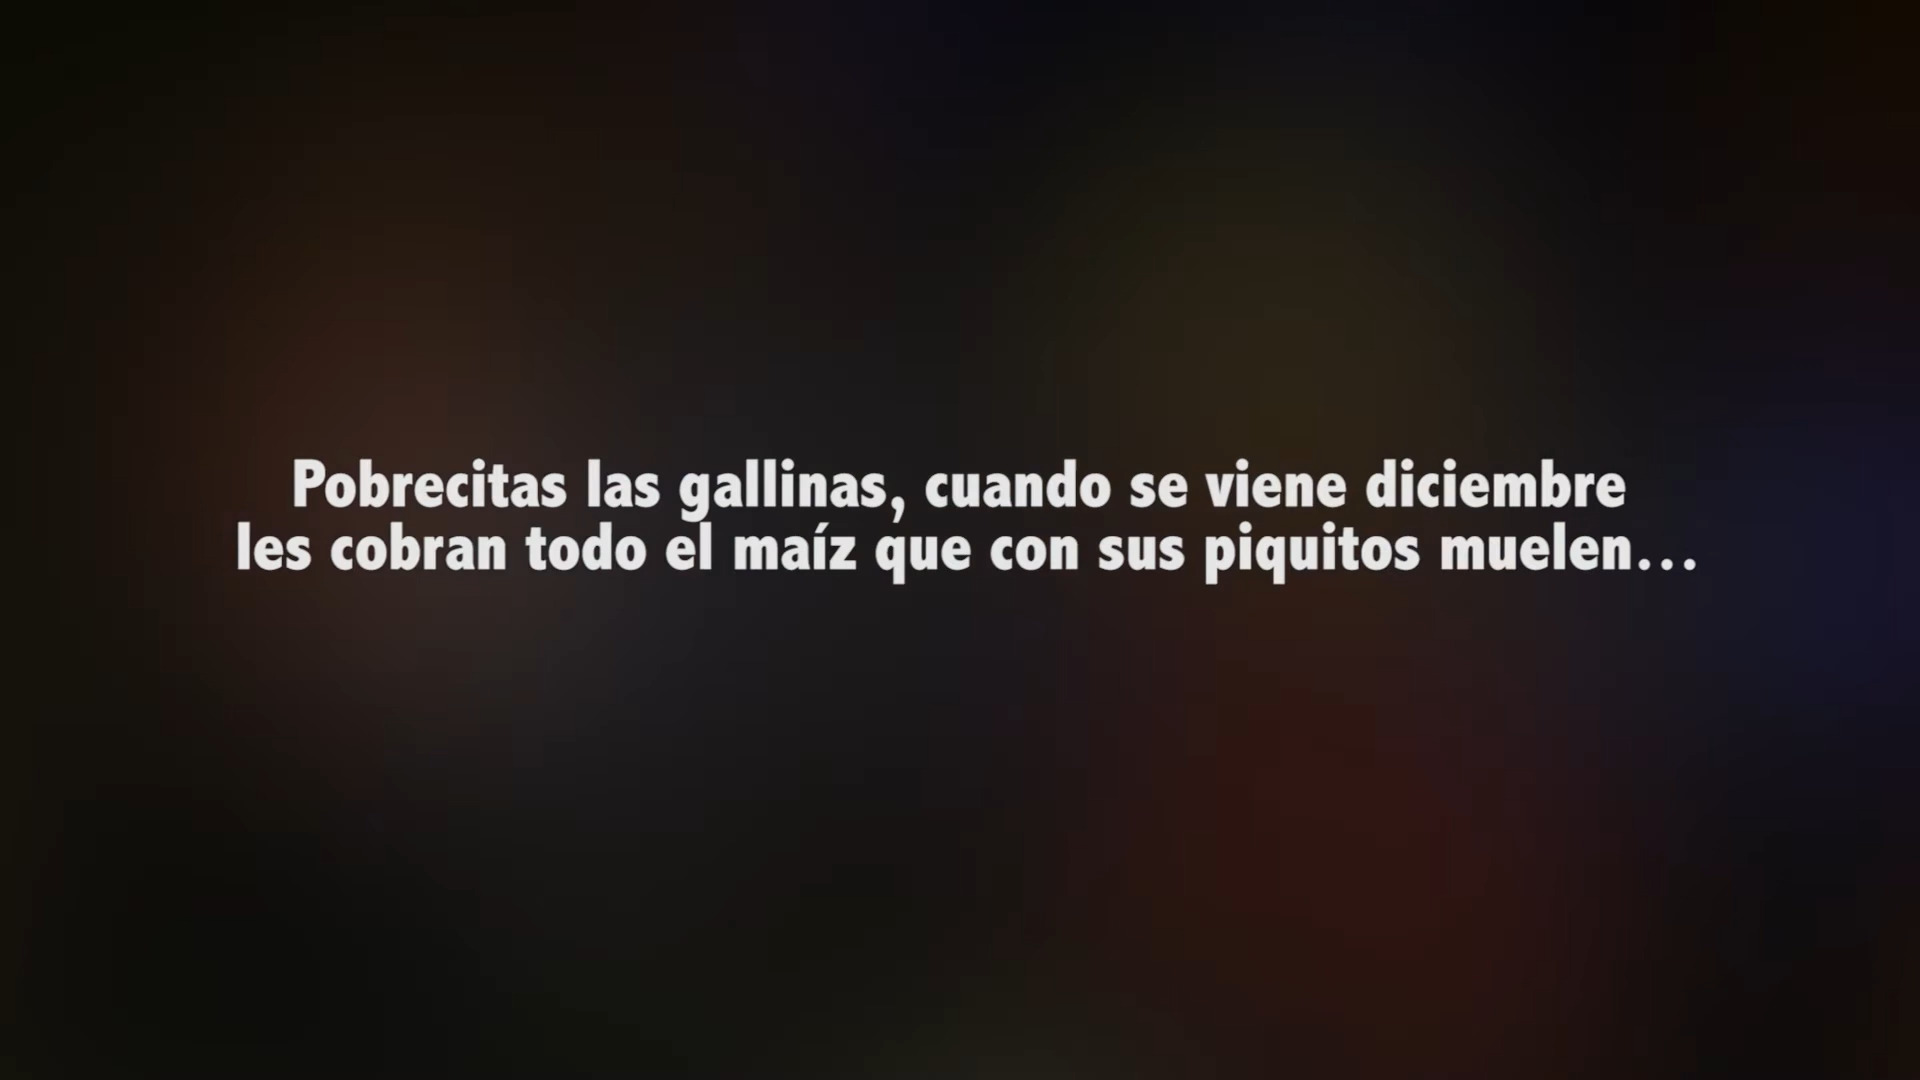 Pobrecitas las gallinas, cuando se viene diciembre
les cobran todo el maíz que con sus piquitos muelen...